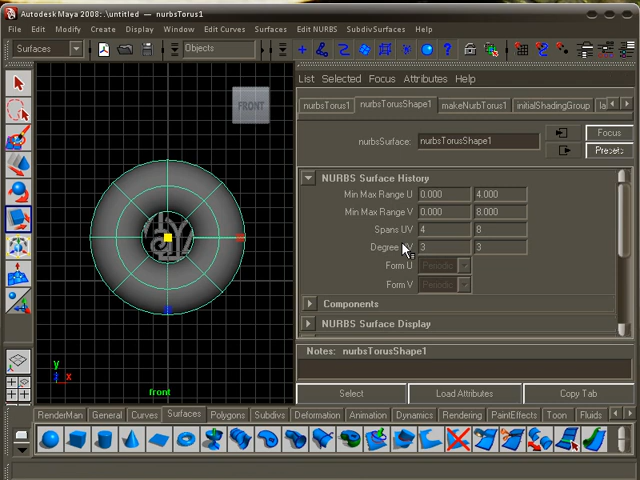 Autodesk Maya 2008: .\untitled — nurbsTorus1
File Edit Modify Create Display Window Assets Edit Curves Surfaces Edit NURBS SubdivSurfaces Help
Surfaces Objects
List Selected Focus Attributes Help
nurbsTorus1 nurbsTorusShape1 makeNurbTorus1 initialShadingGroup la
FRONT
nurbsSurface: nurbsTorusShape1 Focus
Presets
NURBS Surface History
Min Max Range U 0.000 4.000
Min Max Range V 0.000 8.000
Spans UV 4 8
Degree UV 3 3
Form U Periodic
Form V Periodic
Components
NURBS Surface Display
Notes: nurbsTorusShape1
y
x
front
Select Load Attributes Copy Tab
RenderMan General Curves Surfaces Polygons Subdivs Deformation Animation Dynamics Rendering PaintEffects Toon Fluids